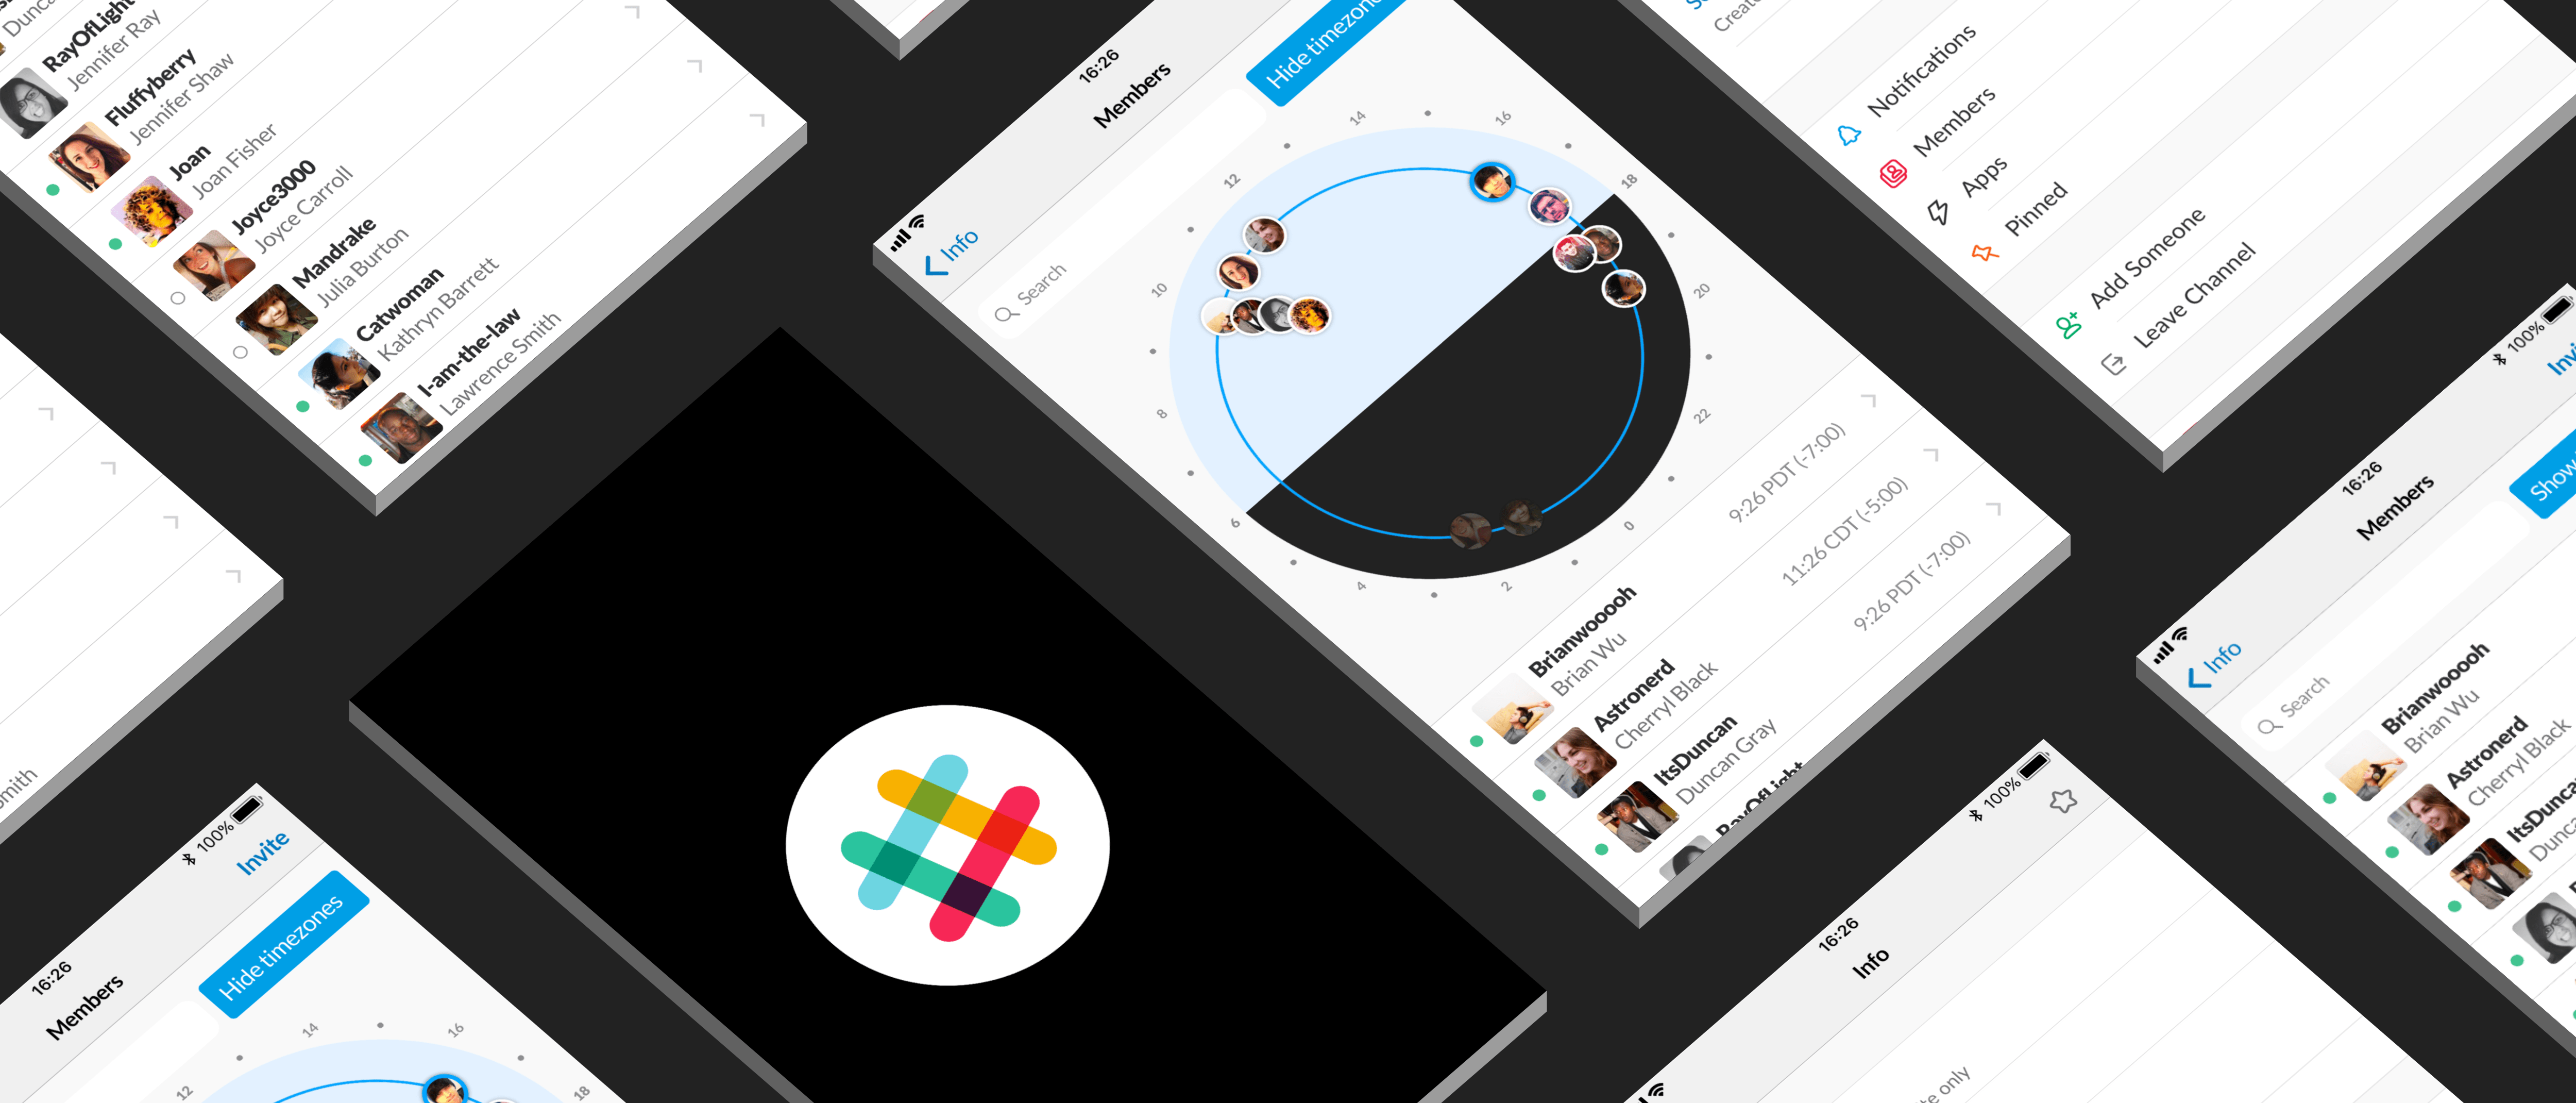 Dunca
RayOfLight
Jennifer Ray
Fluffyberry
Jennifer Shaw
Joan
Joan Fisher
Joyce3000
Joyce Carroll
Mandrake
Julia Burton
Catwoman
Kathryn Barrett
I-am-the-law
Lawrence Smith
16:26
Members
Hide timezones
Info
Search
14
16
12
18
10
20
8
22
6
0
4
2
9:26 PDT (-7:00)
11:26 CDT (-5:00)
9:26 PDT (-7:00)
Brianwooooh
Brian Wu
Astronerd
Cherryl Black
ItsDuncan
Duncan Gray
RayOfLight
Create
Notifications
Members
Apps
Pinned
Add Someone
Leave Channel
100%
Invi
16:26
Members
Show
Info
Search
Brianwooooh
Brian Wu
Astronerd
Cherryl Black
ItsDunca
Dunca
mith
100%
Invite
16:26
Members
Hide timezones
14
16
12
18
100%
16:26
Info
te only